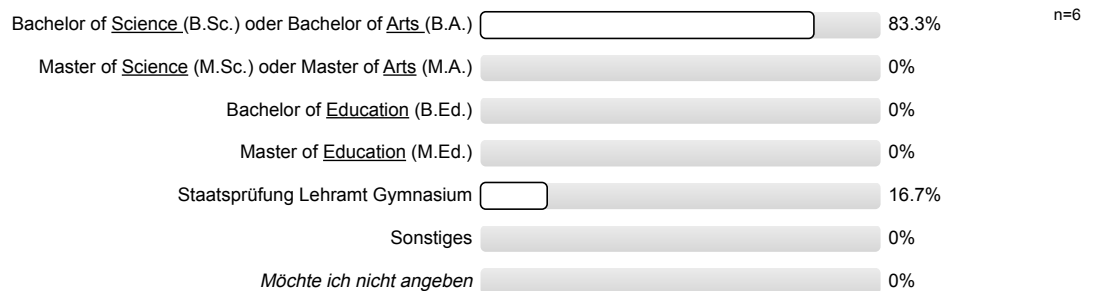 Bachelor of Science (B.Sc.) oder Bachelor of Arts (B.A.) 83.3% n=6
Master of Science (M.Sc.) oder Master of Arts (M.A.) 0%
Bachelor of Education (B.Ed.) 0%
Master of Education (M.Ed.) 0%
Staatsprüfung Lehramt Gymnasium 16.7%
Sonstiges 0%
Möchte ich nicht angeben 0%